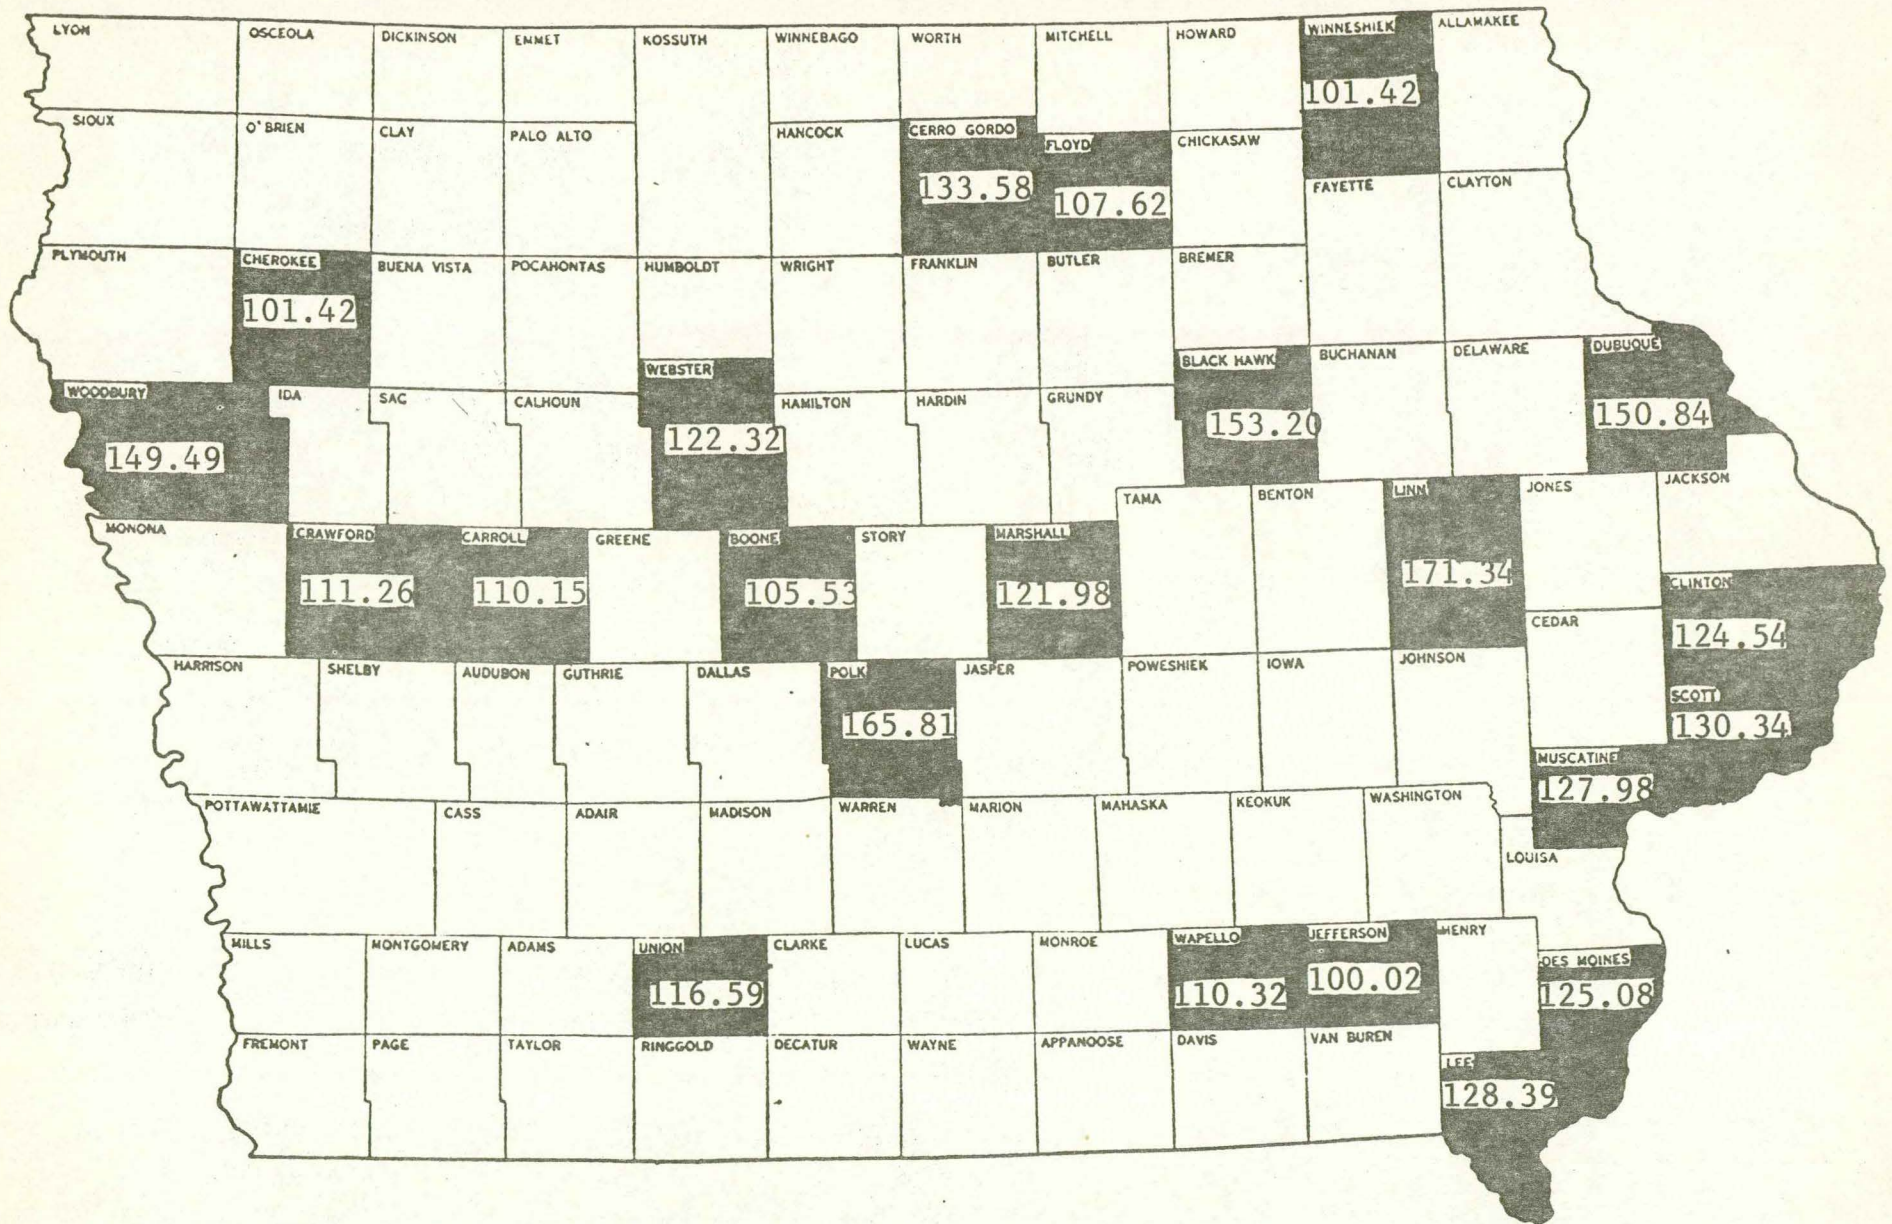 LYON
OSCEOLA
DICKINSON
EMMET
KOSSUTH
WINNEBAGO
WORTH
MITCHELL
HOWARD
WINNESHIEK
101.42
ALLAMAKEE
SIOUX
O'BRIEN
CLAY
PALO ALTO
HANCOCK
CERRO GORDO
133.58
FLOYD
107.62
CHICKASAW
FAYETTE
CLAYTON
PLYMOUTH
CHEROKEE
101.42
BUENA VISTA
POCAHONTAS
HUMBOLDT
WRIGHT
FRANKLIN
BUTLER
BREMER
WOODBURY
149.49
IDA
SAC
CALHOUN
WEBSTER
122.32
HAMILTON
HARDIN
GRUNDY
BLACK HAWK
153.20
BUCHANAN
DELAWARE
DUBUQUE
150.84
MONONA
CRAWFORD
111.26
CARROLL
110.15
GREENE
BOONE
105.53
STORY
MARSHALL
121.98
TAMA
BENTON
LINN
171.34
JONES
JACKSON
CLINTON
124.54
CEDAR
SCOTT
130.34
HARRISON
SHELBY
AUDUBON
GUTHRIE
DALLAS
POLK
165.81
JASPER
POWESHIEK
IOWA
JOHNSON
MUSCATINE
127.98
POTTAWATTAMIE
CASS
ADAIR
MADISON
WARREN
MARION
MAHASKA
KEOKUK
WASHINGTON
LOUISA
MILLS
MONTGOMERY
ADAMS
UNION
116.59
CLARKE
LUCAS
MONROE
WAPELLO
110.32
JEFFERSON
100.02
HENRY
DES MOINES
125.08
FREMONT
PAGE
TAYLOR
RINGGOLD
DECATUR
WAYNE
APPANOOSE
DAVIS
VAN BUREN
LEE
128.39